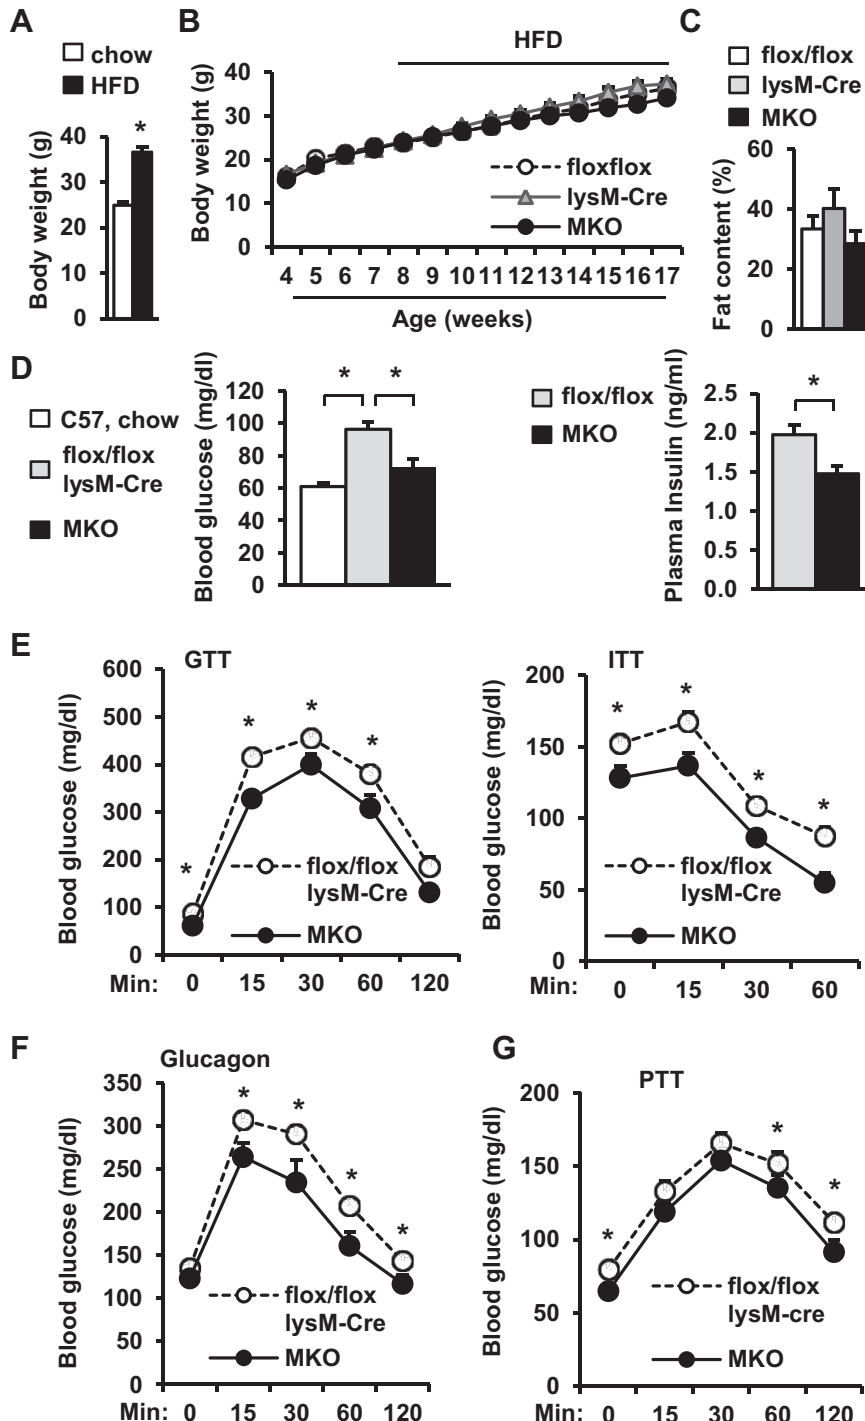 A
chow
HFD
Body weight (g)
40
30
20
10
0
*
B
HFD
Body weight (g)
40
30
20
10
0
floxflox
lysM-Cre
MKO
4 5 6 7 8 9 10 11 12 13 14 15 16 17
Age (weeks)
C
flox/flox
lysM-Cre
MKO
Fat content (%)
60
40
20
0
D
C57, chow
flox/flox
lysM-Cre
MKO
Blood glucose (mg/dl)
120
100
80
60
40
20
0
* *
flox/flox
MKO
Plasma Insulin (ng/ml)
2.5
2.0
1.5
1.0
0.5
0.0
*
E
GTT
Blood glucose (mg/dl)
600
500
400
300
200
100
0
* * * *
flox/flox
lysM-Cre
MKO
Min: 0 15 30 60 120
ITT
Blood glucose (mg/dl)
200
150
100
50
0
* * * *
flox/flox
lysM-Cre
MKO
Min: 0 15 30 60
F
Glucagon
Blood glucose (mg/dl)
350
300
250
200
150
100
50
0
* * * *
flox/flox
lysM-Cre
MKO
Min: 0 15 30 60 120
G
PTT
Blood glucose (mg/dl)
200
150
100
50
0
* * *
flox/flox
lysM-cre
MKO
Min: 0 15 30 60 120